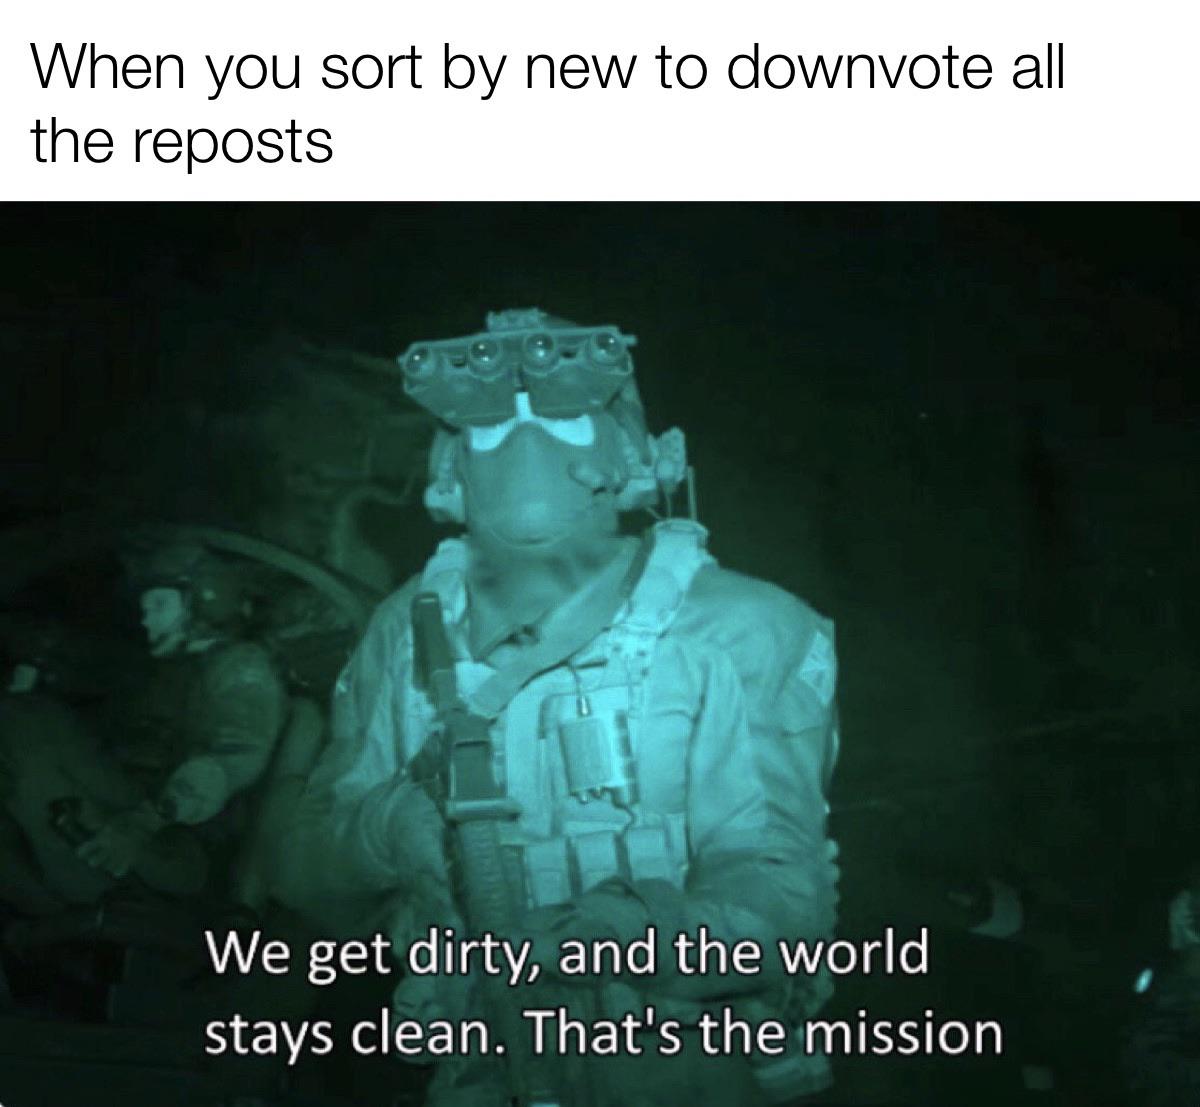 When you sort by new to downvote all
the reposts
We get dirty, and the world
stays clean. That's the mission